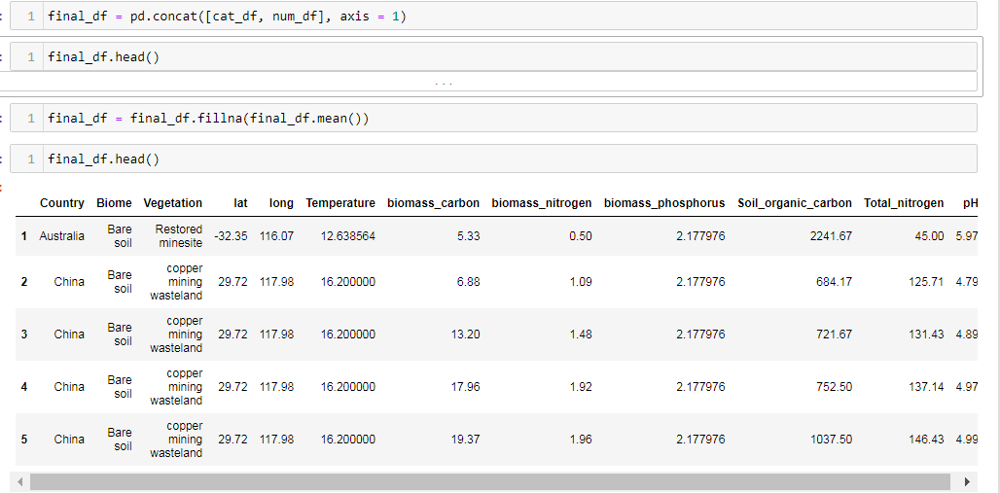 1 final_df = pd.concat([cat_df, num_df], axis = 1)
1 final_df.head()
...
1 final_df = final_df.fillna(final_df.mean())
1 final_df.head()
Country Biome Vegetation lat long Temperature biomass_carbon biomass_nitrogen biomass_phosphorus Soil_organic_carbon Total_nitrogen pH
1 Australia Bare soil Restored minesite -32.35 116.07 12.638564 5.33 0.50 2.177976 2241.67 45.00 5.97
2 China Bare soil copper mining wasteland 29.72 117.98 16.200000 6.88 1.09 2.177976 684.17 125.71 4.79
3 China Bare soil copper mining wasteland 29.72 117.98 16.200000 13.20 1.48 2.177976 721.67 131.43 4.89
4 China Bare soil copper mining wasteland 29.72 117.98 16.200000 17.96 1.92 2.177976 752.50 137.14 4.97
5 China Bare soil copper mining wasteland 29.72 117.98 16.200000 19.37 1.96 2.177976 1037.50 146.43 4.99